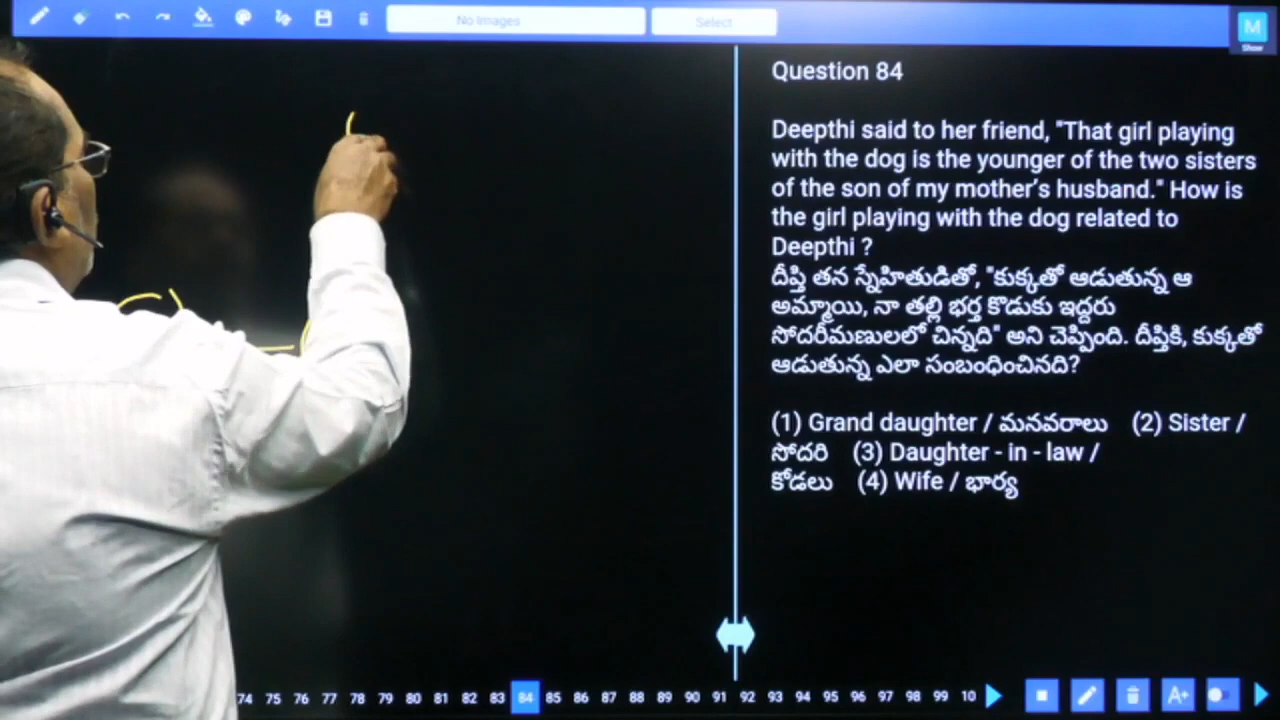 No Images
Select
M
Show
Question 84
Deepthi said to her friend, "That girl playing
with the dog is the younger of the two sisters
of the son of my mother's husband." How is
the girl playing with the dog related to
Deepthi ?
దీప్తి తన స్నేహితుడితో, "కుక్కతో ఆడుతున్న ఆ
అమ్మాయి, నా తల్లి భర్త కొడుకు ఇద్దరు
సోదరీమణులలో చిన్నది" అని చెప్పింది. దీప్తికి, కుక్కతో
ఆడుతున్న ఎలా సంబంధించినది?
(1) Grand daughter / మనవరాలు (2) Sister /
సోదరి (3) Daughter - in - law /
కోడలు (4) Wife / భార్య
74 75 76 77 78 79 80 81 82 83 84 85 86 87 88 89 90 91 92 93 94 95 96 97 98 99 10
A+